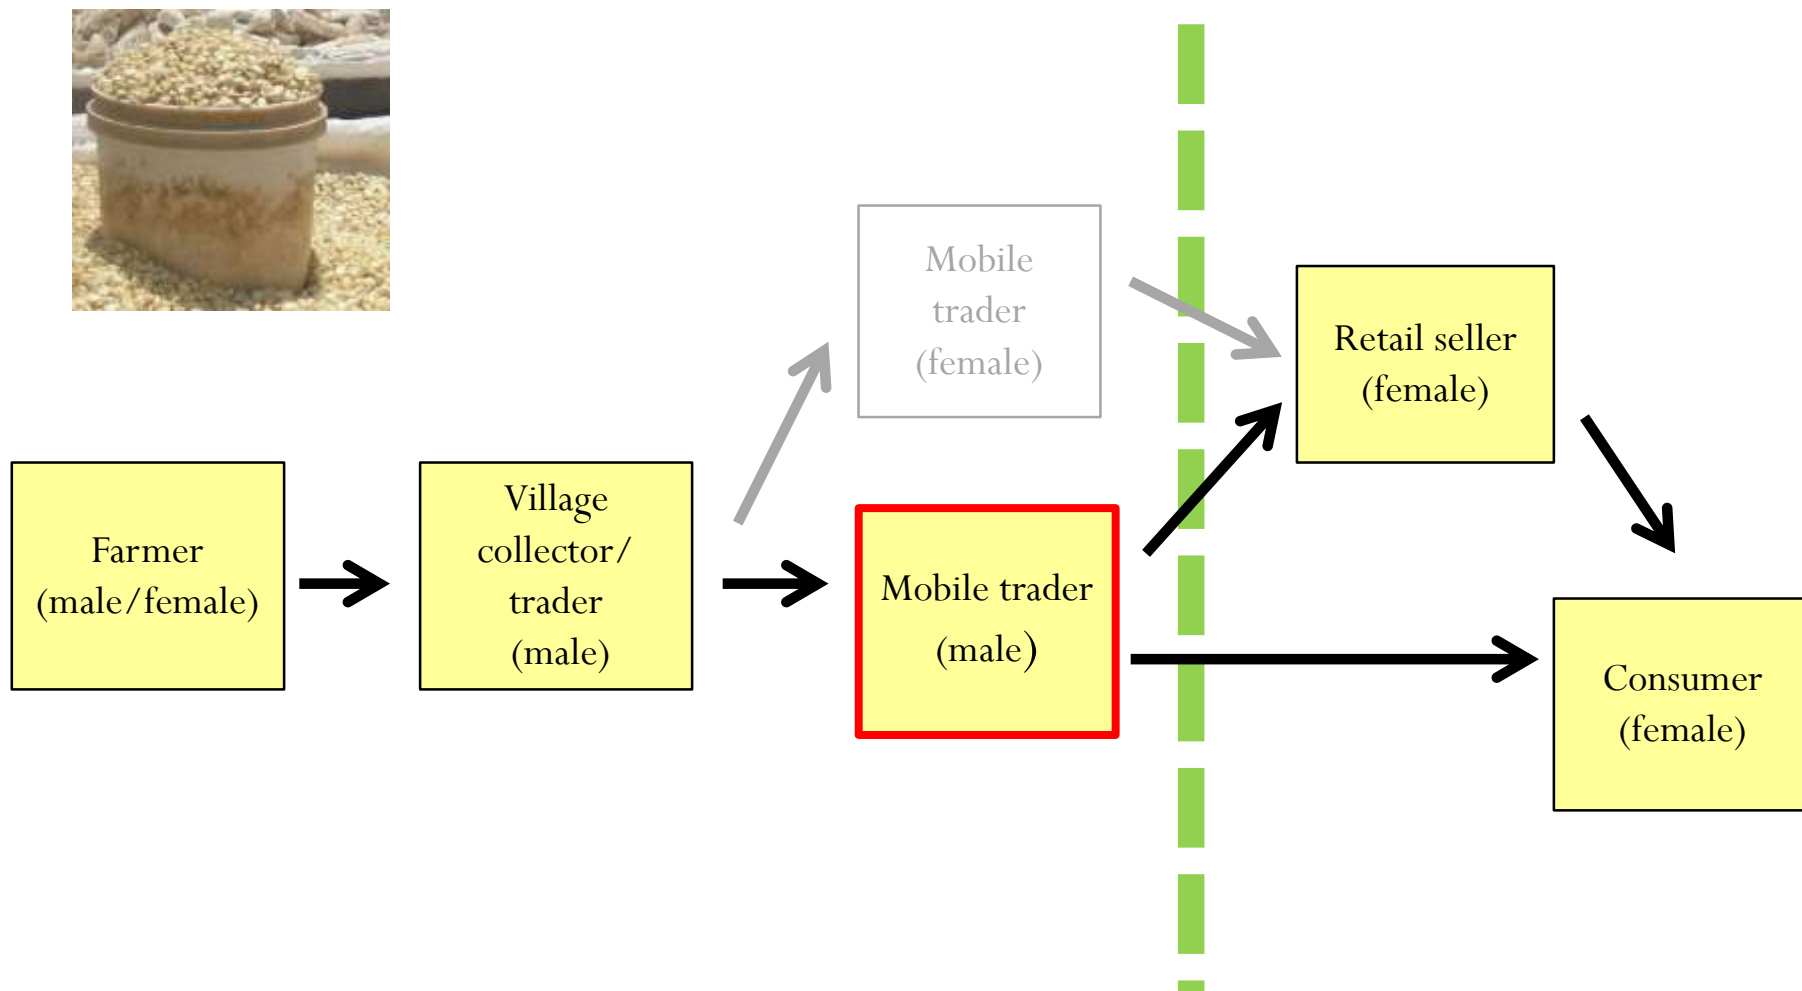 Farmer
(male/female)
Village
collector/
trader
(male)
Mobile
trader
(female)
Mobile trader
(male)
Retail seller
(female)
Consumer
(female)